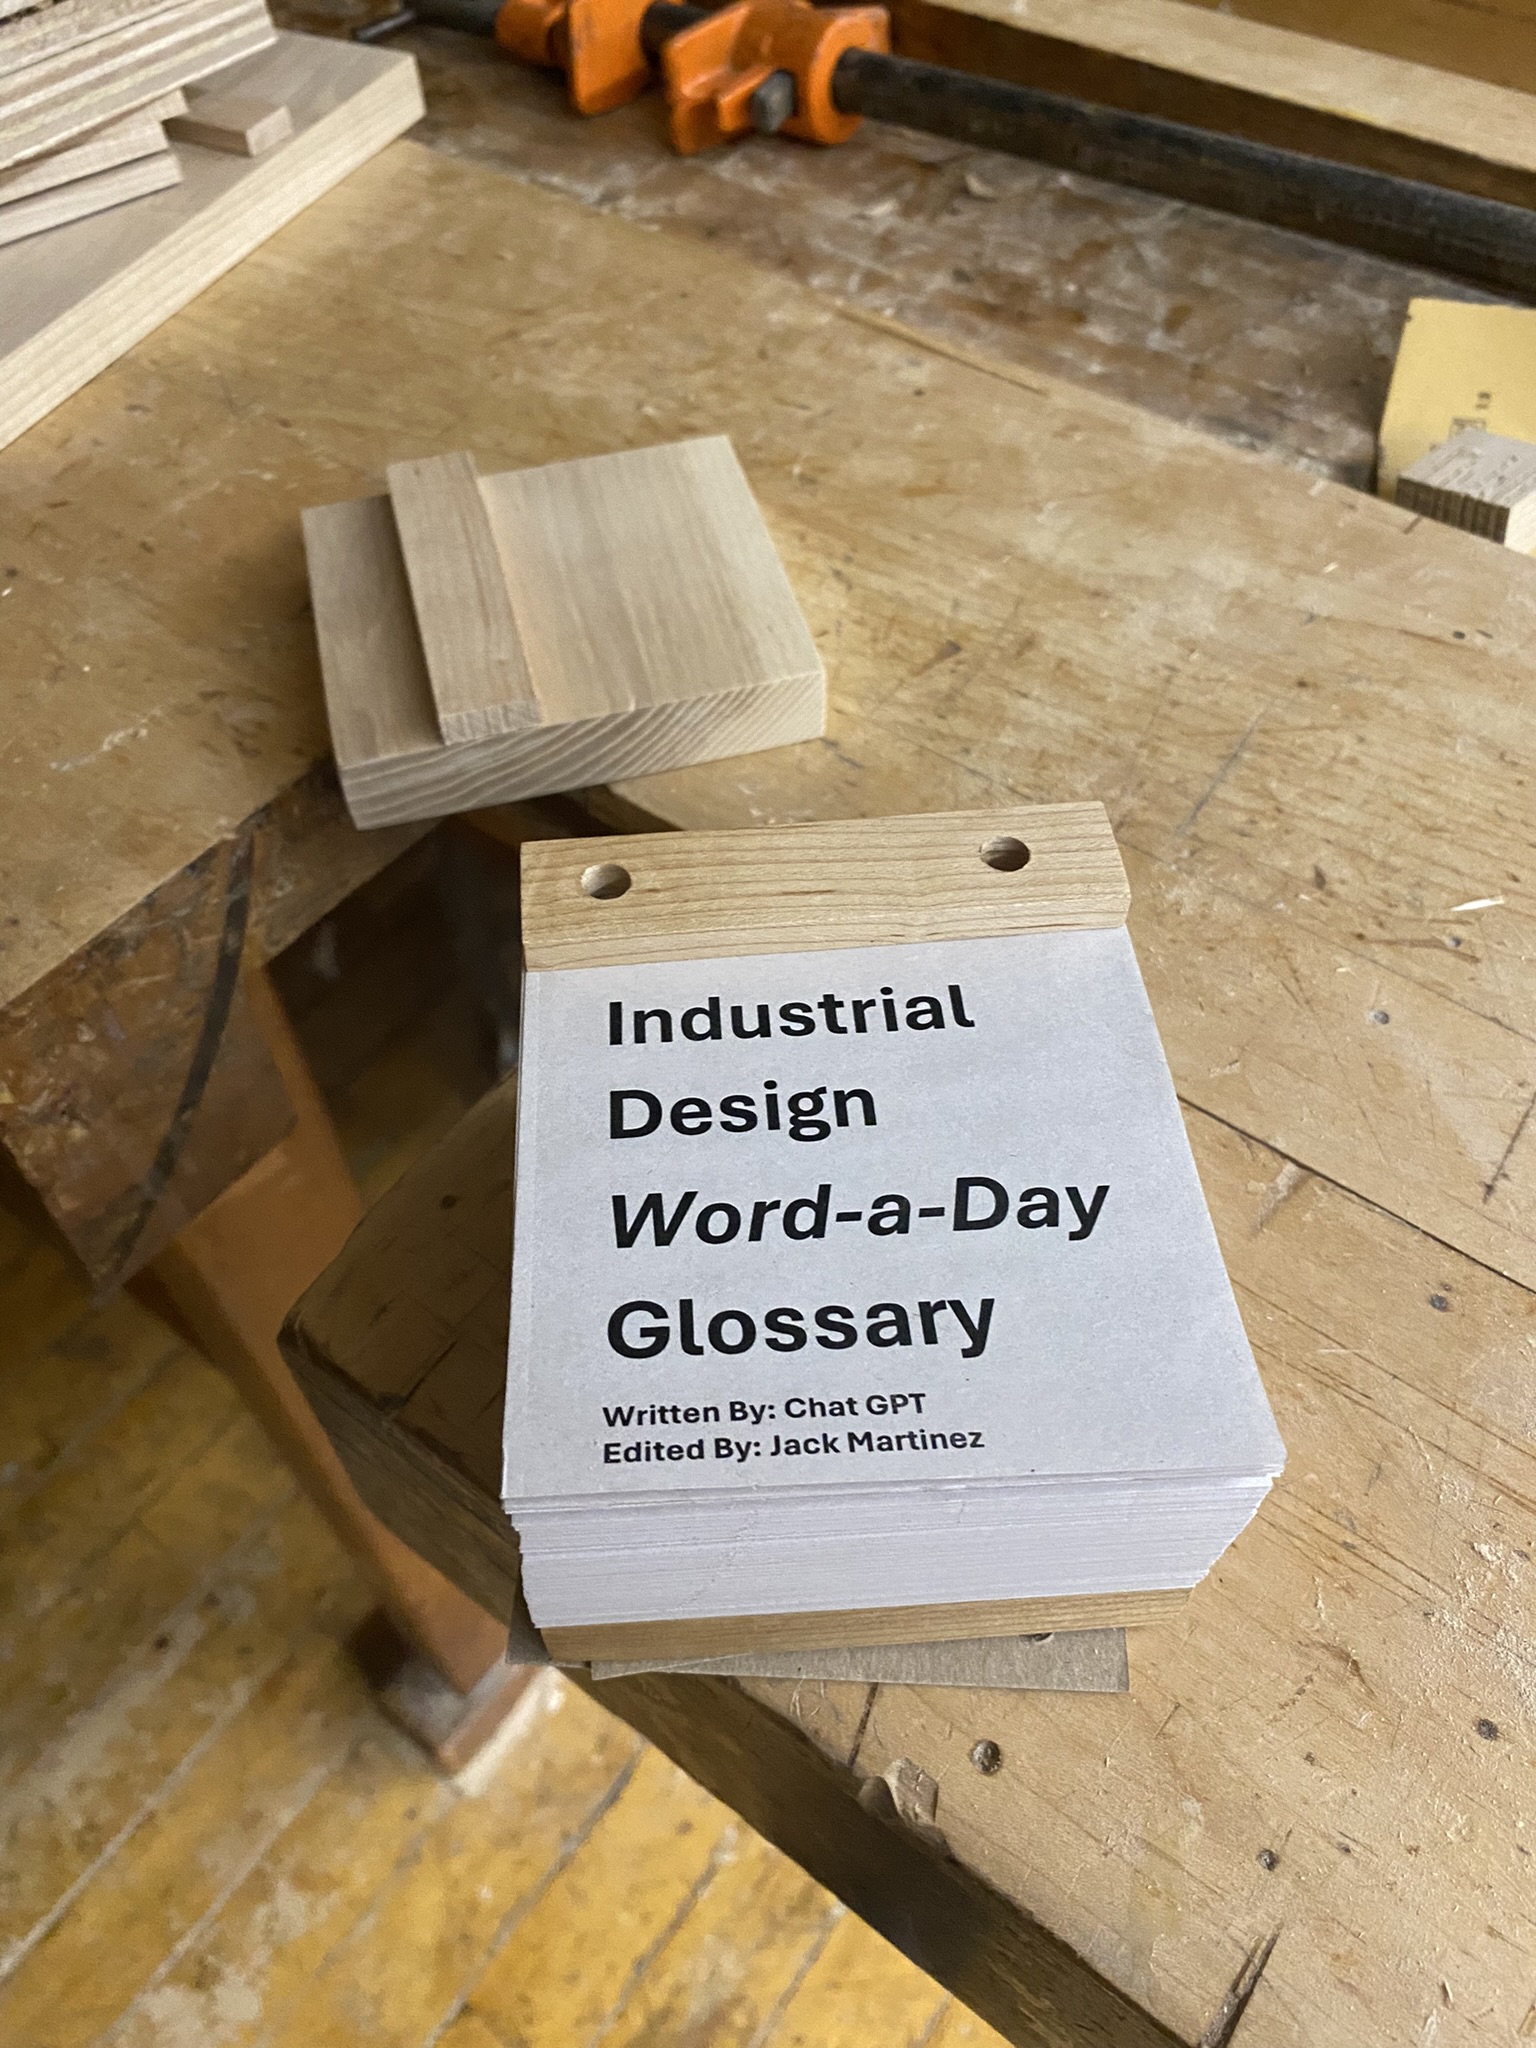 Industrial
Design
Word-a-Day
Glossary
Written By: Chat GPT
Edited By: Jack Martinez